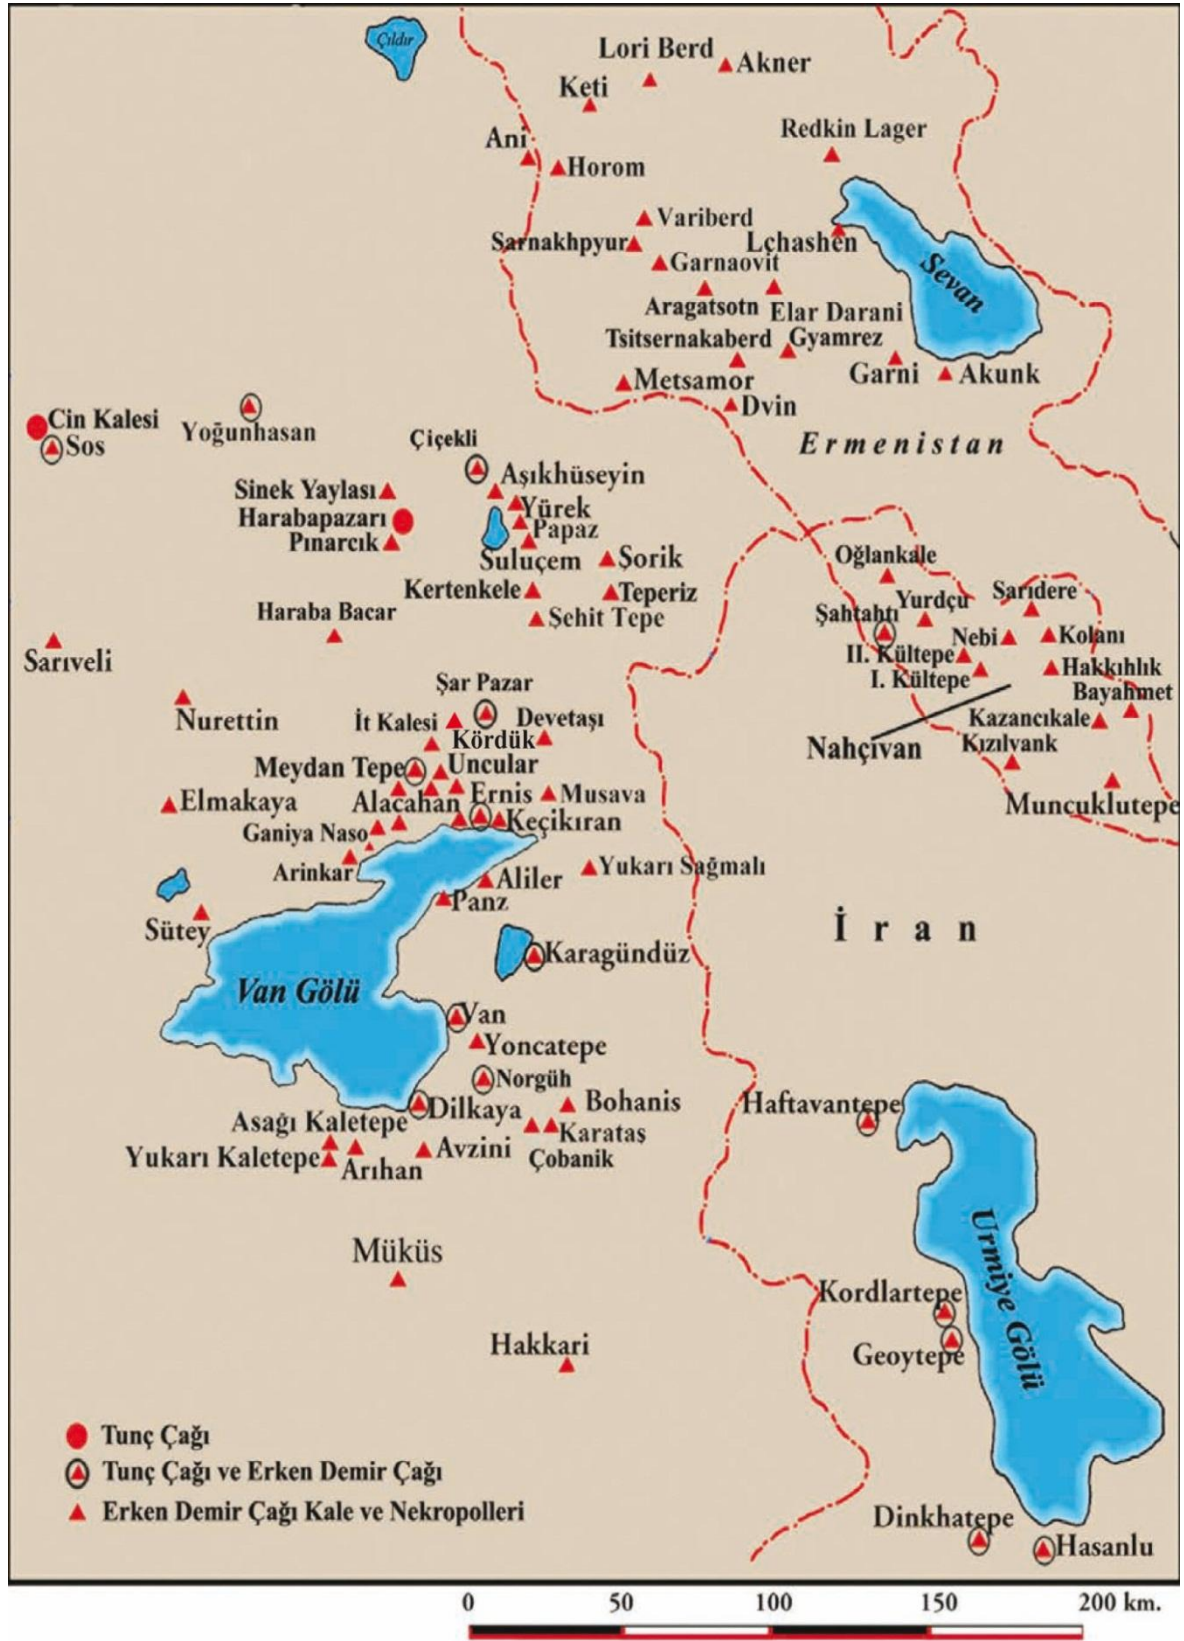 Çıldır
Lori Berd
Akner
Keti
Redkin Lager
Ani
Horom
Variberd
Sarnakhpyur
Lçhashen
Garnaovit
Sevan
Aragatsotn
Elar Darani
Tsitsernakaberd
Gyamrez
Garni
Akunk
Metsamor
Dvin
Cin Kalesi
Sos
Yoğunhasan
Ermenistan
Çiçekli
Aşıkhüseyin
Sinek Yaylası
Yürek
Harabapazarı
Papaz
Pınarcık
Suluçem
Şorik
Oğlankale
Kertenkele
Teperiz
Yurdçu
Sarıdere
Haraba Bacar
Şehit Tepe
Şahtahtı
Nebi
Kolanı
Sarıveli
II. Kültepe
I. Kültepe
Hakkıhlık
Şar Pazar
Bayahmet
Nurettin
İt Kalesi
Devetaşı
Kazancıkale
Kördük
Nahçıvan
Kızılvank
Meydan Tepe
Uncular
Elmakaya
Alacahan
Ernis
Musava
Muncuklutepe
Ganiya Naso
Keçikıran
Arinkar
Aliler
Yukarı Sağmalı
Panz
Sütey
İran
Karagündüz
Van Gölü
Van
Yoncatepe
Norgüh
Asağı Kaletepe
Dilkaya
Bohanis
Haftavantepe
Karataş
Yukarı Kaletepe
Arıhan
Avzini
Çobanik
Müküs
Urmiye Gölü
Kordlartepe
Hakkari
Geoytepe
Tunç Çağı
Tunç Çağı ve Erken Demir Çağı
Erken Demir Çağı Kale ve Nekropolleri
Dinkhatepe
Hasanlu
0 50 100 150 200 km.